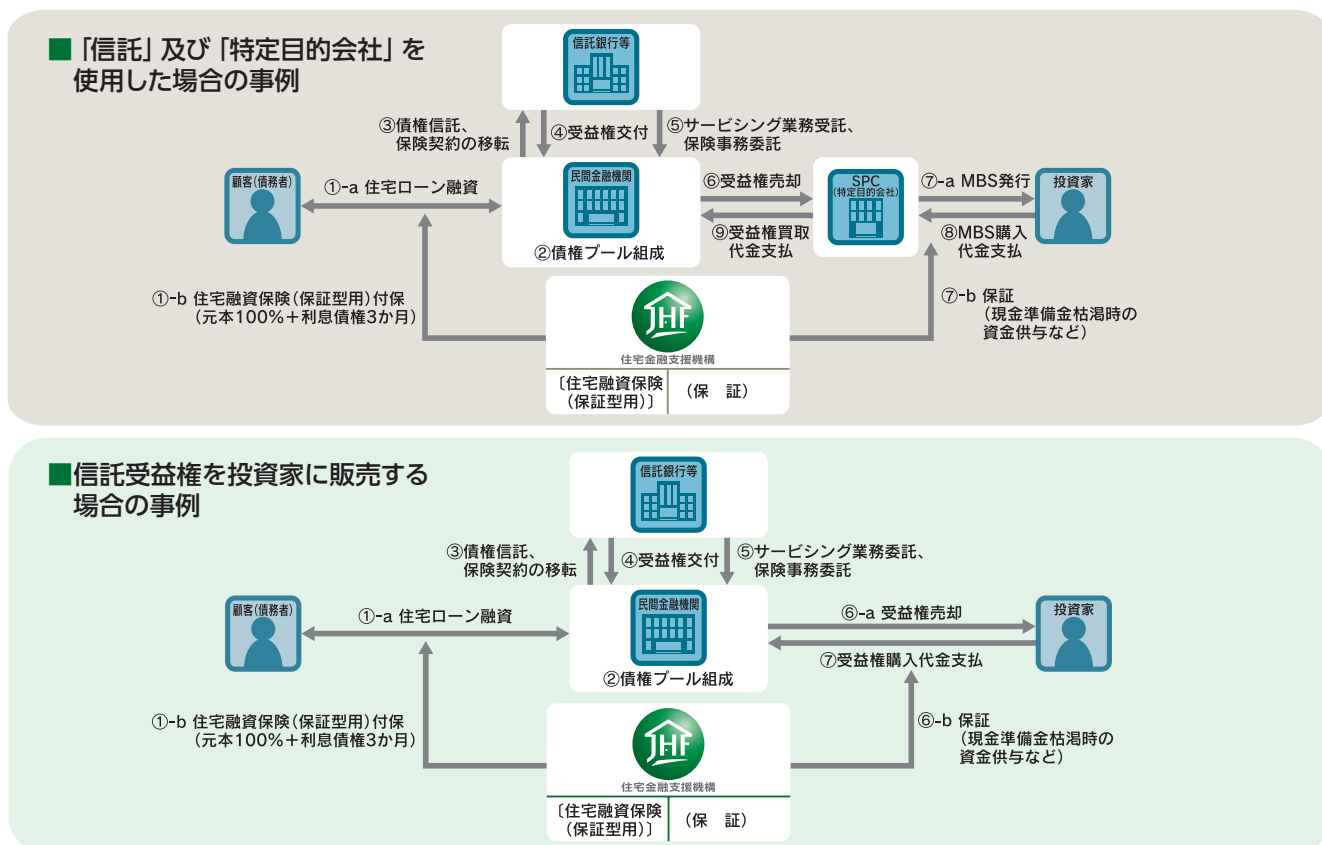 ■「信託」及び「特定目的会社」を
使用した場合の事例
信託銀行等
③債権信託、
保険契約の移転
④受益権交付
⑤サービシング業務受託、
保険事務委託
顧客(債務者)
①-a 住宅ローン融資
民間金融機関
②債権プール組成
⑥受益権売却
⑨受益権買取
代金支払
SPC
(特定目的会社)
⑦-a MBS発行
⑧MBS購入
代金支払
投資家
①-b 住宅融資保険(保証型用)付保
(元本100%+利息債権3か月)
JHF
住宅金融支援機構
〔住宅融資保険
(保証型用)〕
(保 証)
⑦-b 保証
(現金準備金枯渇時の
資金供与など)
■信託受益権を投資家に販売する
場合の事例
信託銀行等
③債権信託、
保険契約の移転
④受益権交付
⑤サービシング業務委託、
保険事務委託
顧客(債務者)
①-a 住宅ローン融資
民間金融機関
②債権プール組成
⑥-a 受益権売却
⑦受益権購入代金支払
投資家
①-b 住宅融資保険(保証型用)付保
(元本100%+利息債権3か月)
JHF
住宅金融支援機構
〔住宅融資保険
(保証型用)〕
(保 証)
⑥-b 保証
(現金準備金枯渇時の
資金供与など)